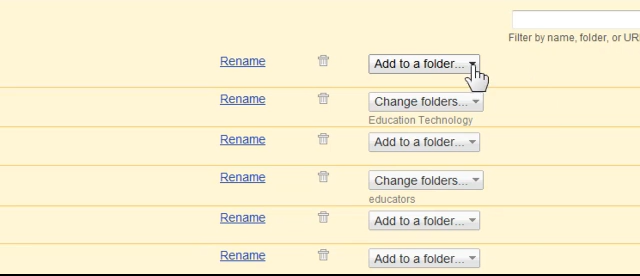 Filter by name, folder, or UR
Rename Add to a folder...
Rename Change folders...
Education Technology
Rename Add to a folder...
Rename Change folders...
educators
Rename Add to a folder...
Rename Add to a folder...